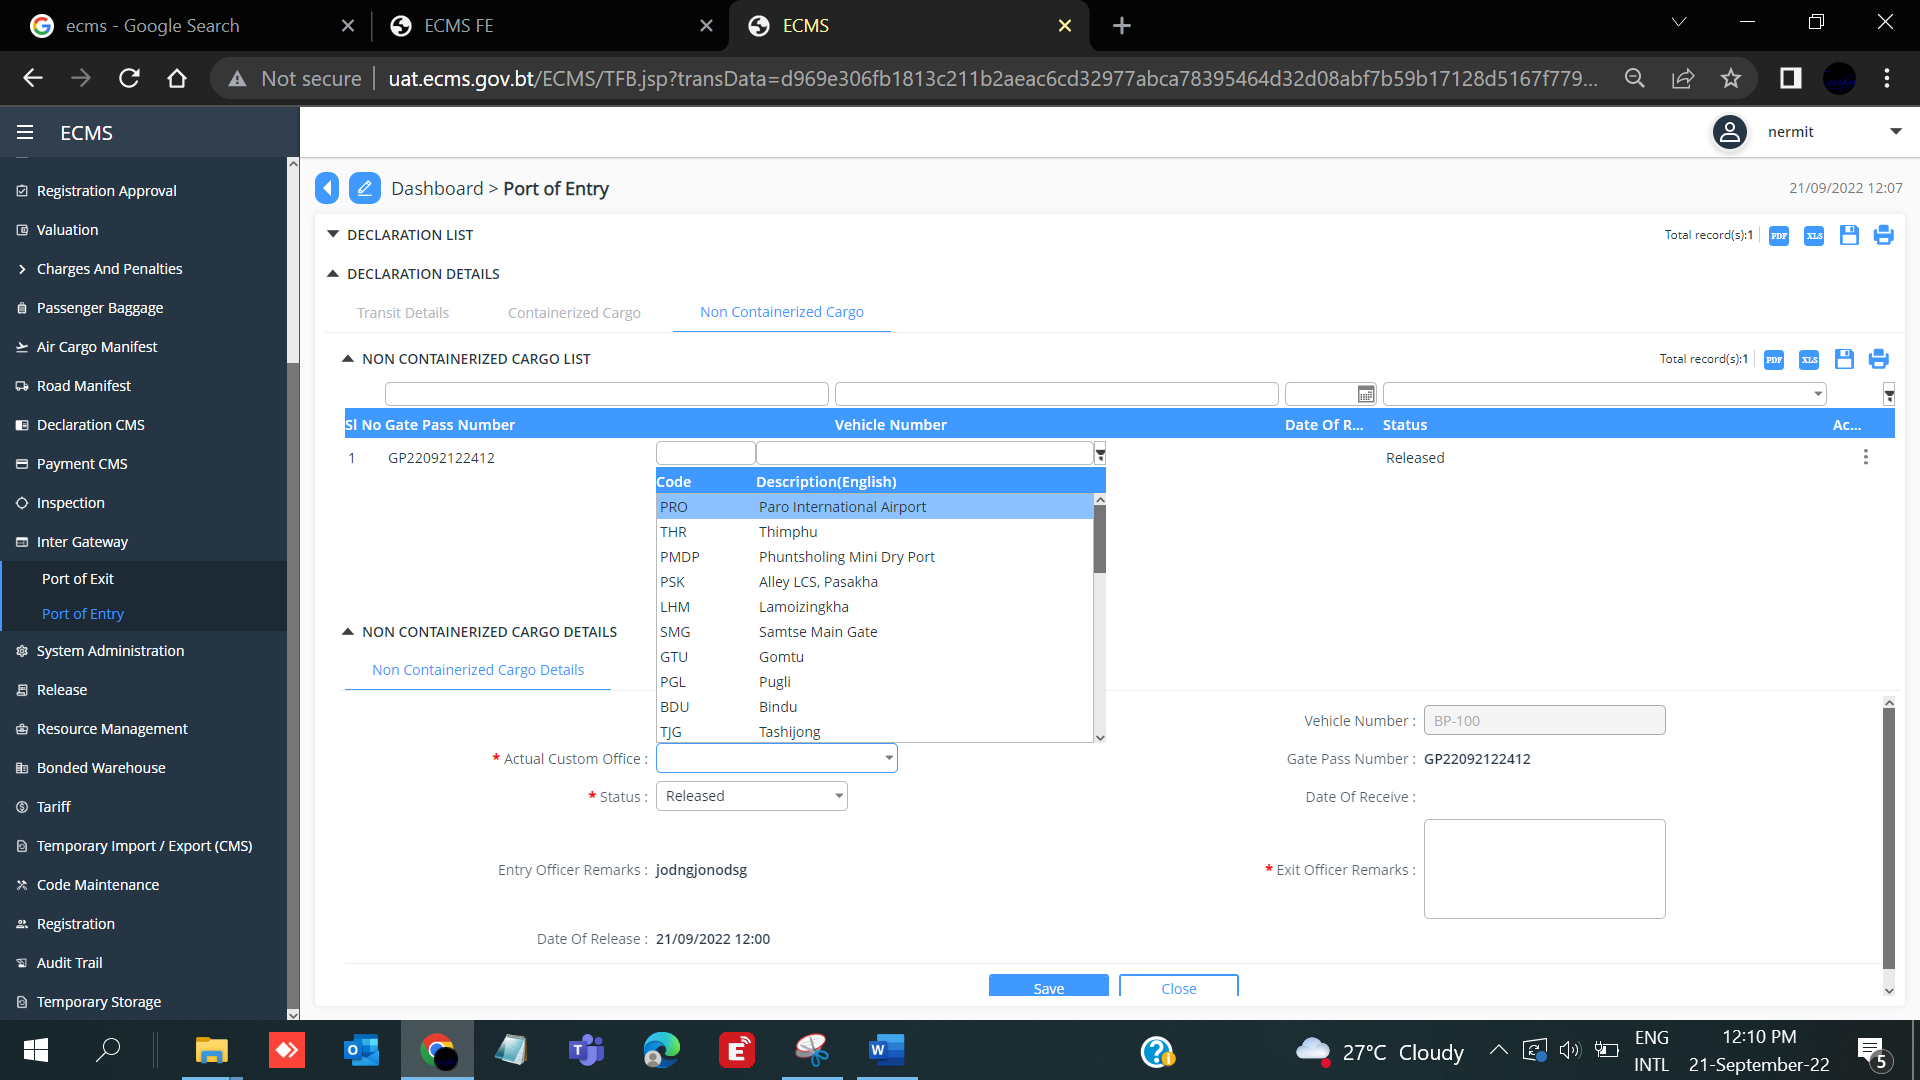 ecms - Google Search
ECMS FE
ECMS
Not secure
uat.ecms.gov.bt/ECMS/TFB.jsp?transData=d969e306fb1813c211b2aeac6cd32977abca78395464d32d08abf7b59b17128d5167f779...
ECMS
nermit
Registration Approval
Valuation
Charges And Penalties
Passenger Baggage
Air Cargo Manifest
Road Manifest
Declaration CMS
Payment CMS
Inspection
Inter Gateway
Port of Exit
Port of Entry
System Administration
Release
Resource Management
Bonded Warehouse
Tariff
Temporary Import / Export (CMS)
Code Maintenance
Registration
Audit Trail
Temporary Storage
Dashboard > Port of Entry
21/09/2022 12:07
DECLARATION LIST
Total record(s):1
PDF
XLS
DECLARATION DETAILS
Transit Details
Containerized Cargo
Non Containerized Cargo
NON CONTAINERIZED CARGO LIST
Total record(s):1
PDF
XLS
Sl No Gate Pass Number Vehicle Number Date Of R... Status Ac...
1 GP22092122412 Released
Code Description(English)
PRO Paro International Airport
THR Thimphu
PMDP Phuntsholing Mini Dry Port
PSK Alley LCS, Pasakha
LHM Lamoizingkha
SMG Samtse Main Gate
GTU Gomtu
PGL Pugli
BDU Bindu
TJG Tashijong
NON CONTAINERIZED CARGO DETAILS
Non Containerized Cargo Details
Vehicle Number : BP-100
* Actual Custom Office :
Gate Pass Number : GP22092122412
* Status : Released
Date Of Receive :
Entry Officer Remarks : jodngjonodsg
* Exit Officer Remarks :
Date Of Release : 21/09/2022 12:00
Save
Close
27°C Cloudy
ENG
INTL
12:10 PM
21-September-22
5